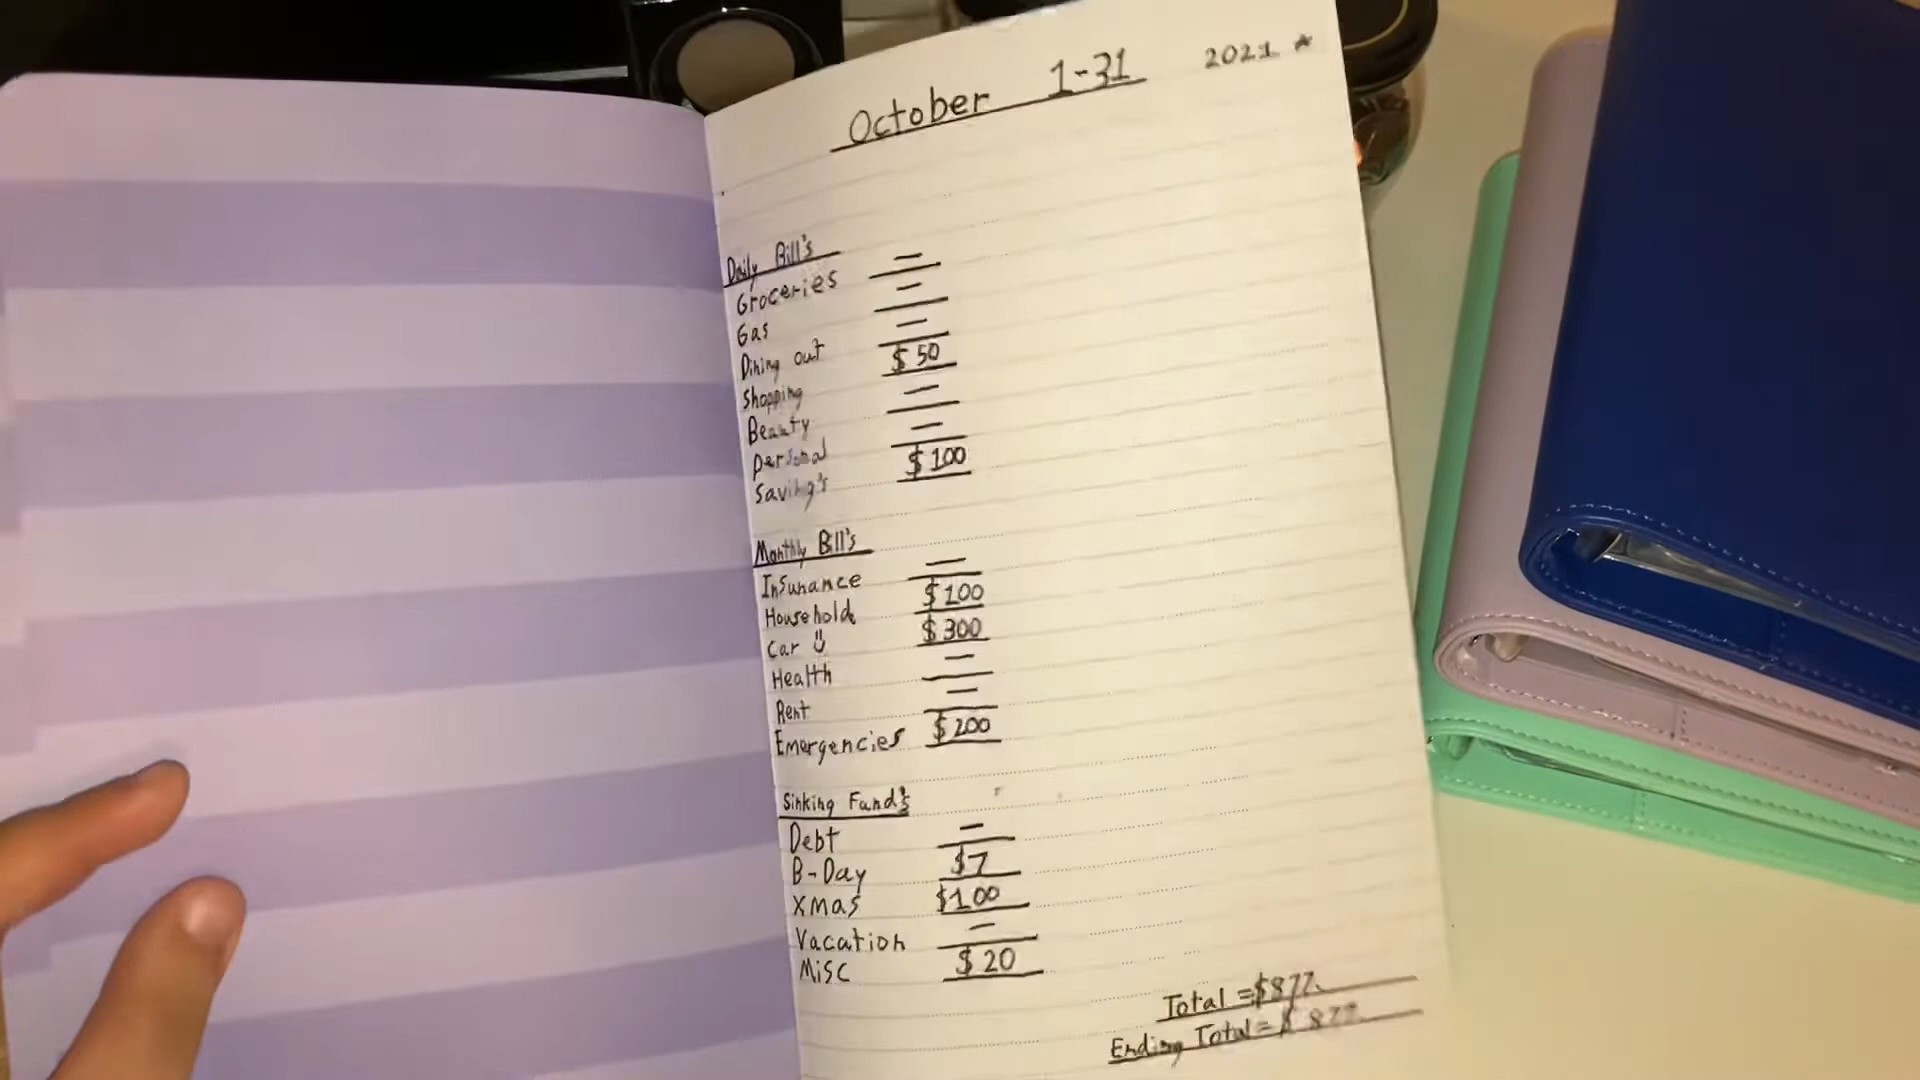 October 1-31 2021 *
Daily Bill's
Groceries —
Gas —
Dining out —
Shopping $50
Beauty —
Personal —
Saving's $100
Monthly Bill's
Insurance —
Household $100
Car $300
Health —
Rent —
Emergencies $200
Sinking Fund's
Debt —
B-Day $7
Xmas $100
Vacation —
Misc $20
Total = $877.
Ending Total = $877.